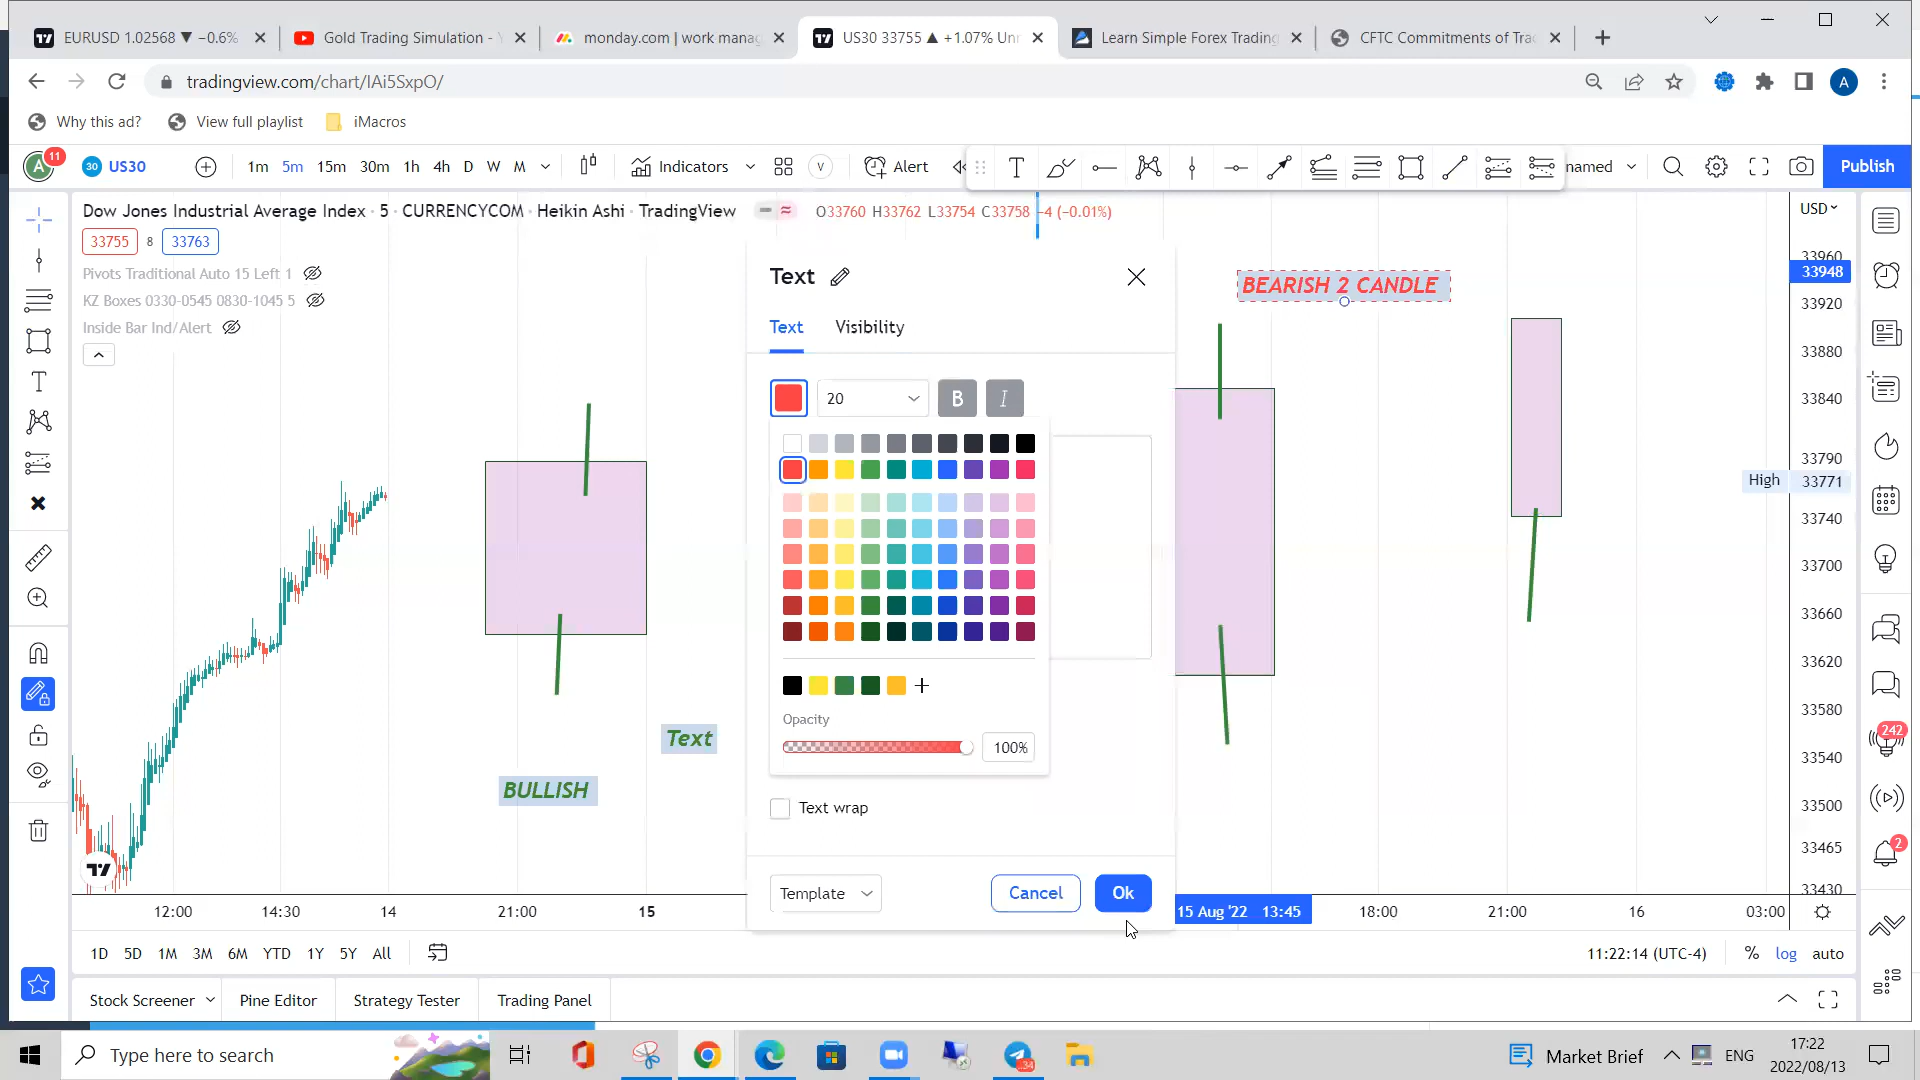 EURUSD 1.02568 ▼ −0.6%
Gold Trading Simulation - Y
monday.com | work manag
US30 33755 ▲ +1.07% Unn
Learn Simple Forex Trading
CFTC Commitments of Tra
tradingview.com/chart/IAi5SxpO/
A
Why this ad?
View full playlist
iMacros
A 11
30 US30
1m 5m 15m 30m 1h 4h D W M
Indicators
V
Alert
T
named
Publish
Dow Jones Industrial Average Index · 5 · CURRENCYCOM · Heikin Ashi · TradingView
O33760 H33762 L33754 C33758 −4 (−0.01%)
USD
33755 8 33763
Pivots Traditional Auto 15 Left 1
KZ Boxes 0330-0545 0830-1045 5
Inside Bar Ind/Alert
Text
Text
Visibility
20
B
I
Opacity
100%
Text wrap
Template
Cancel
Ok
BEARISH 2 CANDLE
Text
BULLISH
33960
33948
33920
33880
33840
33790
High 33771
33740
33700
33660
33620
33580
33540
33500
33465
33430
242
2
12:00
14:30
14
21:00
15
15 Aug '22 13:45
18:00
21:00
16
03:00
1D 5D 1M 3M 6M YTD 1Y 5Y All
11:22:14 (UTC-4)
%
log
auto
Stock Screener
Pine Editor
Strategy Tester
Trading Panel
Type here to search
34
Market Brief
ENG
17:22
2022/08/13